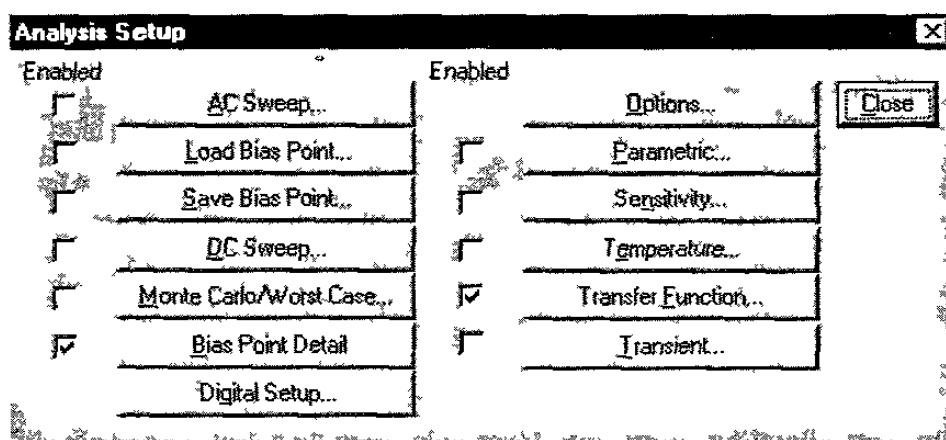 Analysis Setup
Enabled
Enabled
AC Sweep...
Options...
Close
Load Bias Point...
Parametric...
Save Bias Point...
Sensitivity...
DC Sweep...
Temperature...
Monte Carlo/Worst Case...
Transfer Function...
Bias Point Detail
Transient...
Digital Setup...